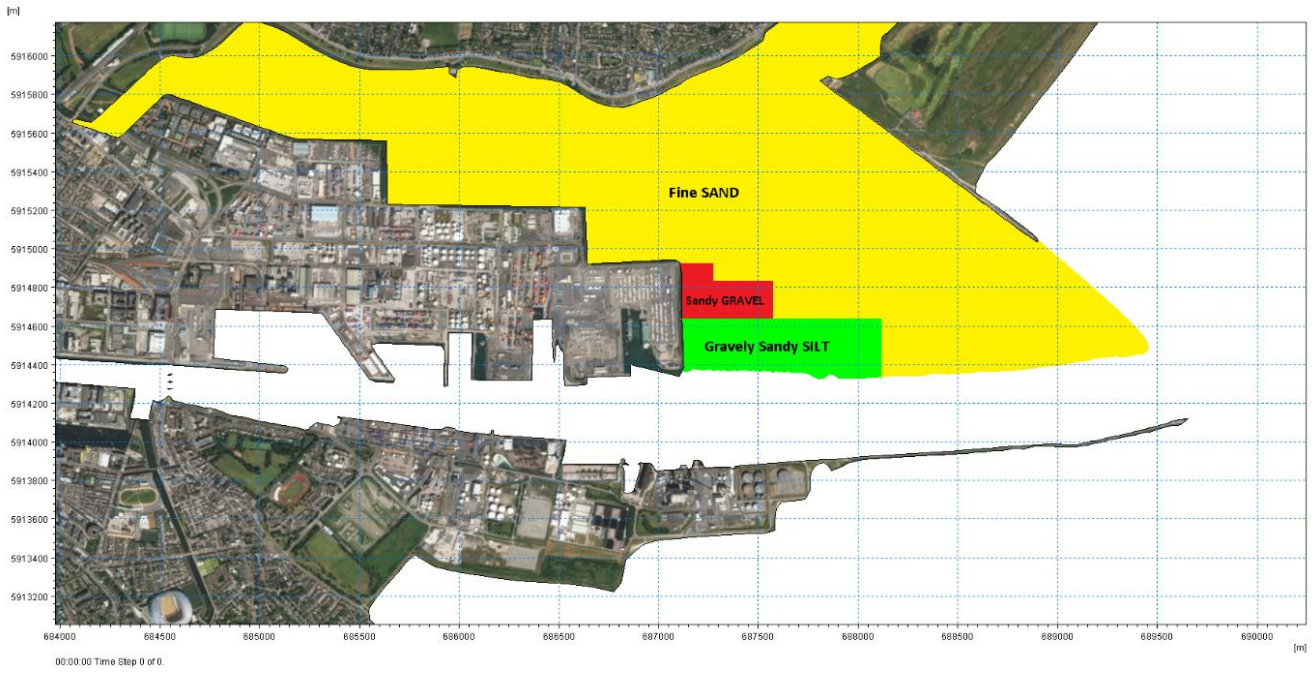 [m]
5916000
5915800
5915600
5915400
Fine SAND
5915200
5915000
5914800
Sandy GRAVEL
5914600
Gravely Sandy SILT
5914400
5914200
5914000
5913800
5913600
5913400
5913200
684000 684500 685000 685500 686000 686500 687000 687500 688000 688500 689000 689500 690000
[m]
00:00:00 Time Step 0 of 0.